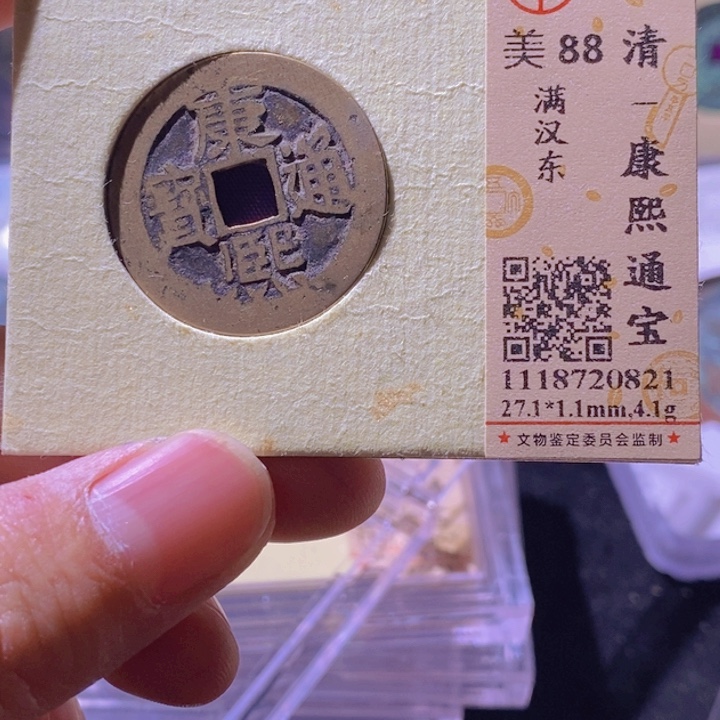 康熙通寶
美 88
满汉东
清－康熙通宝
1118720821
27.1*1.1mm,4.1g
★ 文物鉴定委员会监制 ★